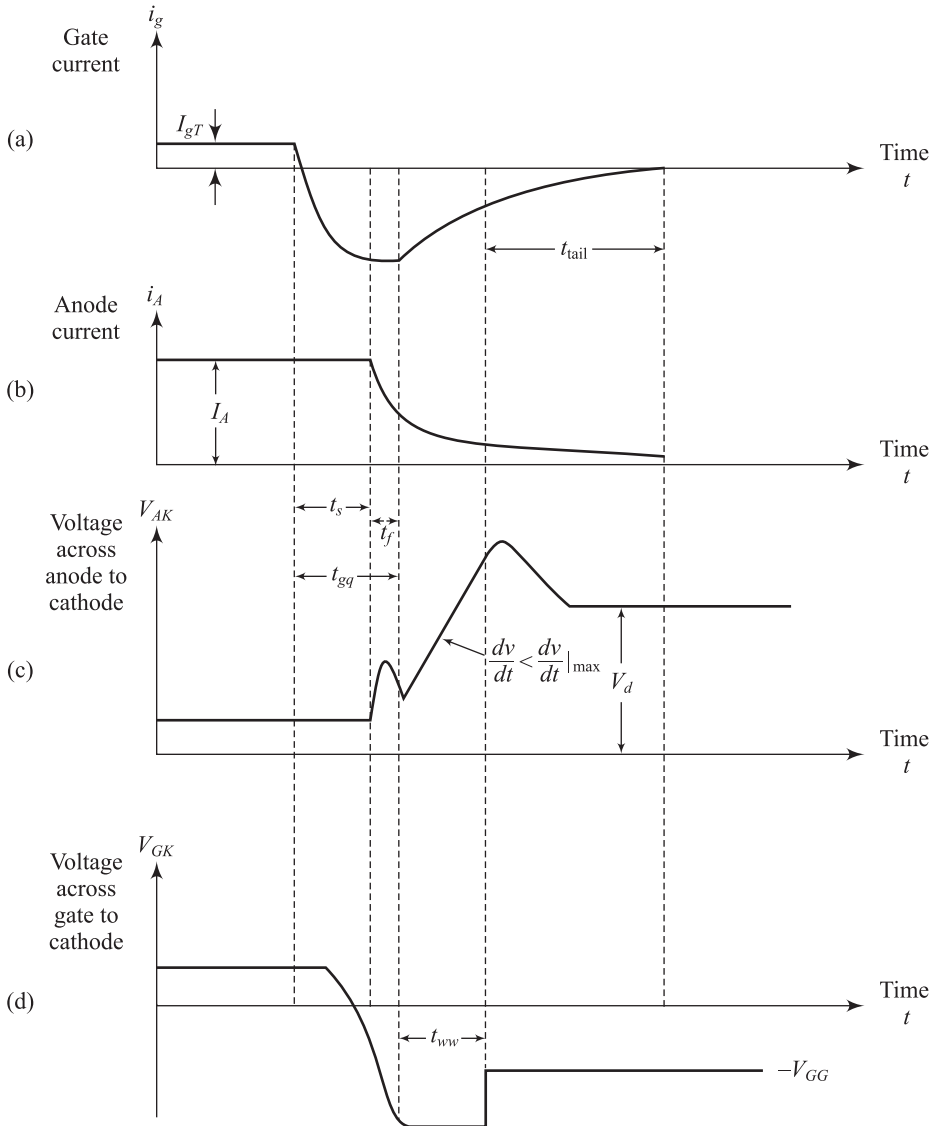 i_g
Gate
current
I_gT
(a)
Time
t
t_tail
i_A
Anode
current
(b)
I_A
Time
t
t_s
V_AK
t_f
Voltage
across
anode to
cathode
t_gq
dv/dt < dv/dt|max
(c)
V_d
Time
t
V_GK
Voltage
across
gate to
cathode
(d)
Time
t
t_ww
−V_GG